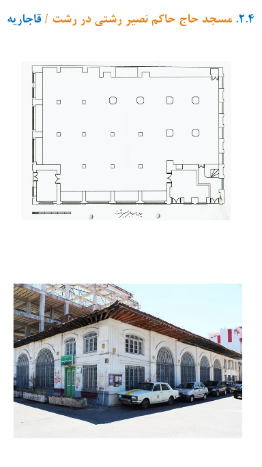 ۲.۴. مسجد حاج حاکم نصیر رشتی در رشت / قاجاریه